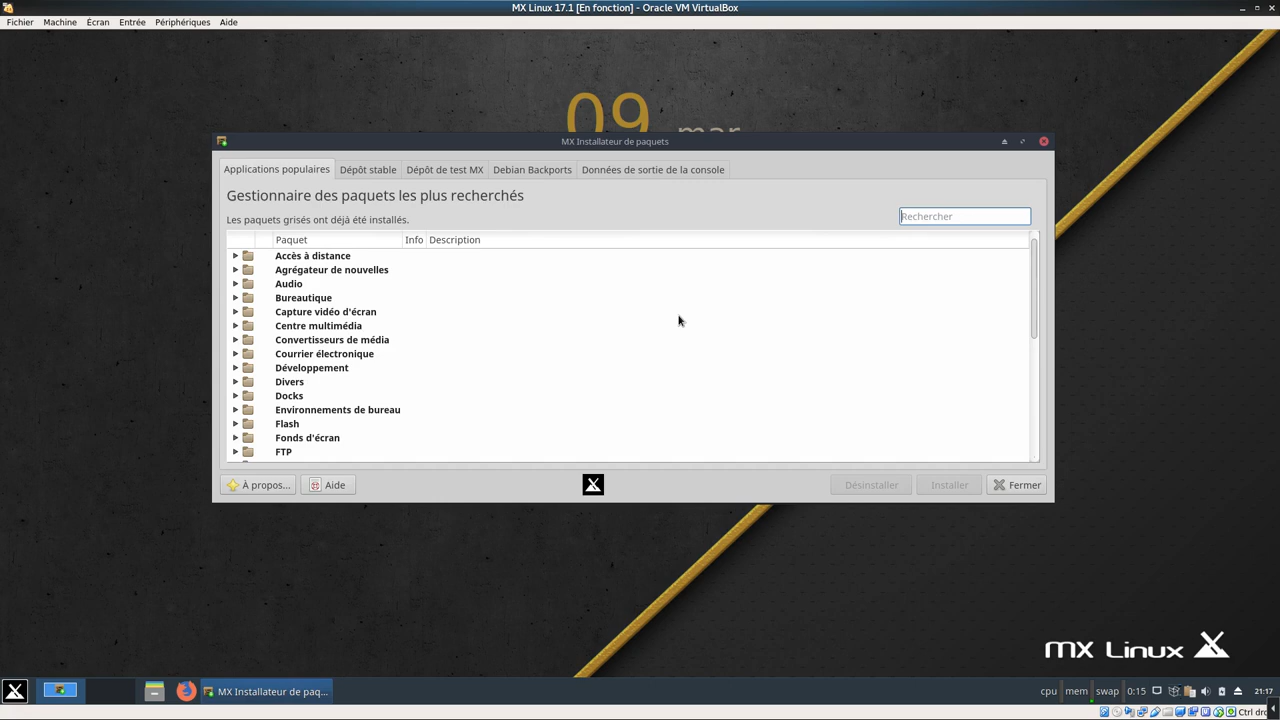 MX Linux 17.1 [En fonction] - Oracle VM VirtualBox
Fichier Machine Écran Entrée Périphériques Aide
09 mar
MX Installateur de paquets
Applications populaires Dépôt stable Dépôt de test MX Debian Backports Données de sortie de la console
Gestionnaire des paquets les plus recherchés
Les paquets grisés ont déjà été installés.
Rechercher
Paquet Info Description
Accès à distance
Agrégateur de nouvelles
Audio
Bureautique
Capture vidéo d'écran
Centre multimédia
Convertisseurs de média
Courrier électronique
Développement
Divers
Docks
Environnements de bureau
Flash
Fonds d'écran
FTP
À propos... Aide Désinstaller Installer Fermer
MX Linux
MX Installateur de paq... cpu mem swap 0:15 21:17
Ctrl dro